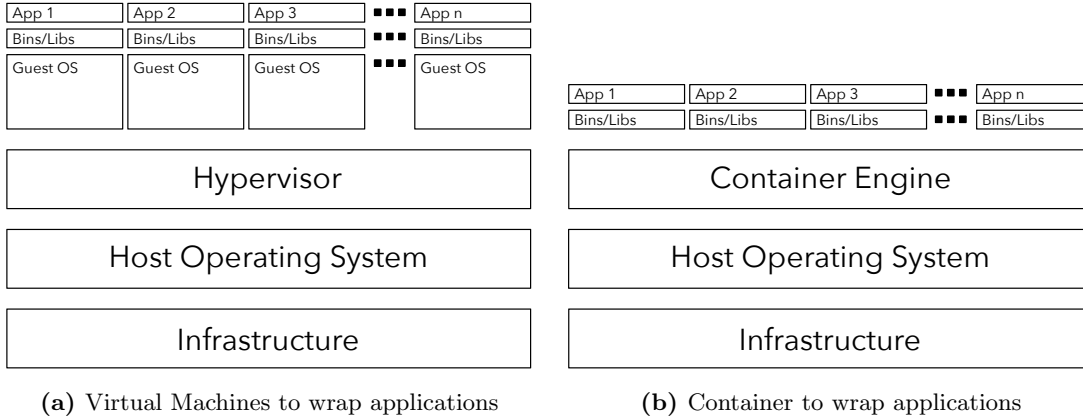 App 1 App 2 App 3 App n
Bins/Libs Bins/Libs Bins/Libs Bins/Libs
Guest OS Guest OS Guest OS Guest OS
Hypervisor
Host Operating System
Infrastructure
(a) Virtual Machines to wrap applications
App 1 App 2 App 3 App n
Bins/Libs Bins/Libs Bins/Libs Bins/Libs
Container Engine
Host Operating System
Infrastructure
(b) Container to wrap applications